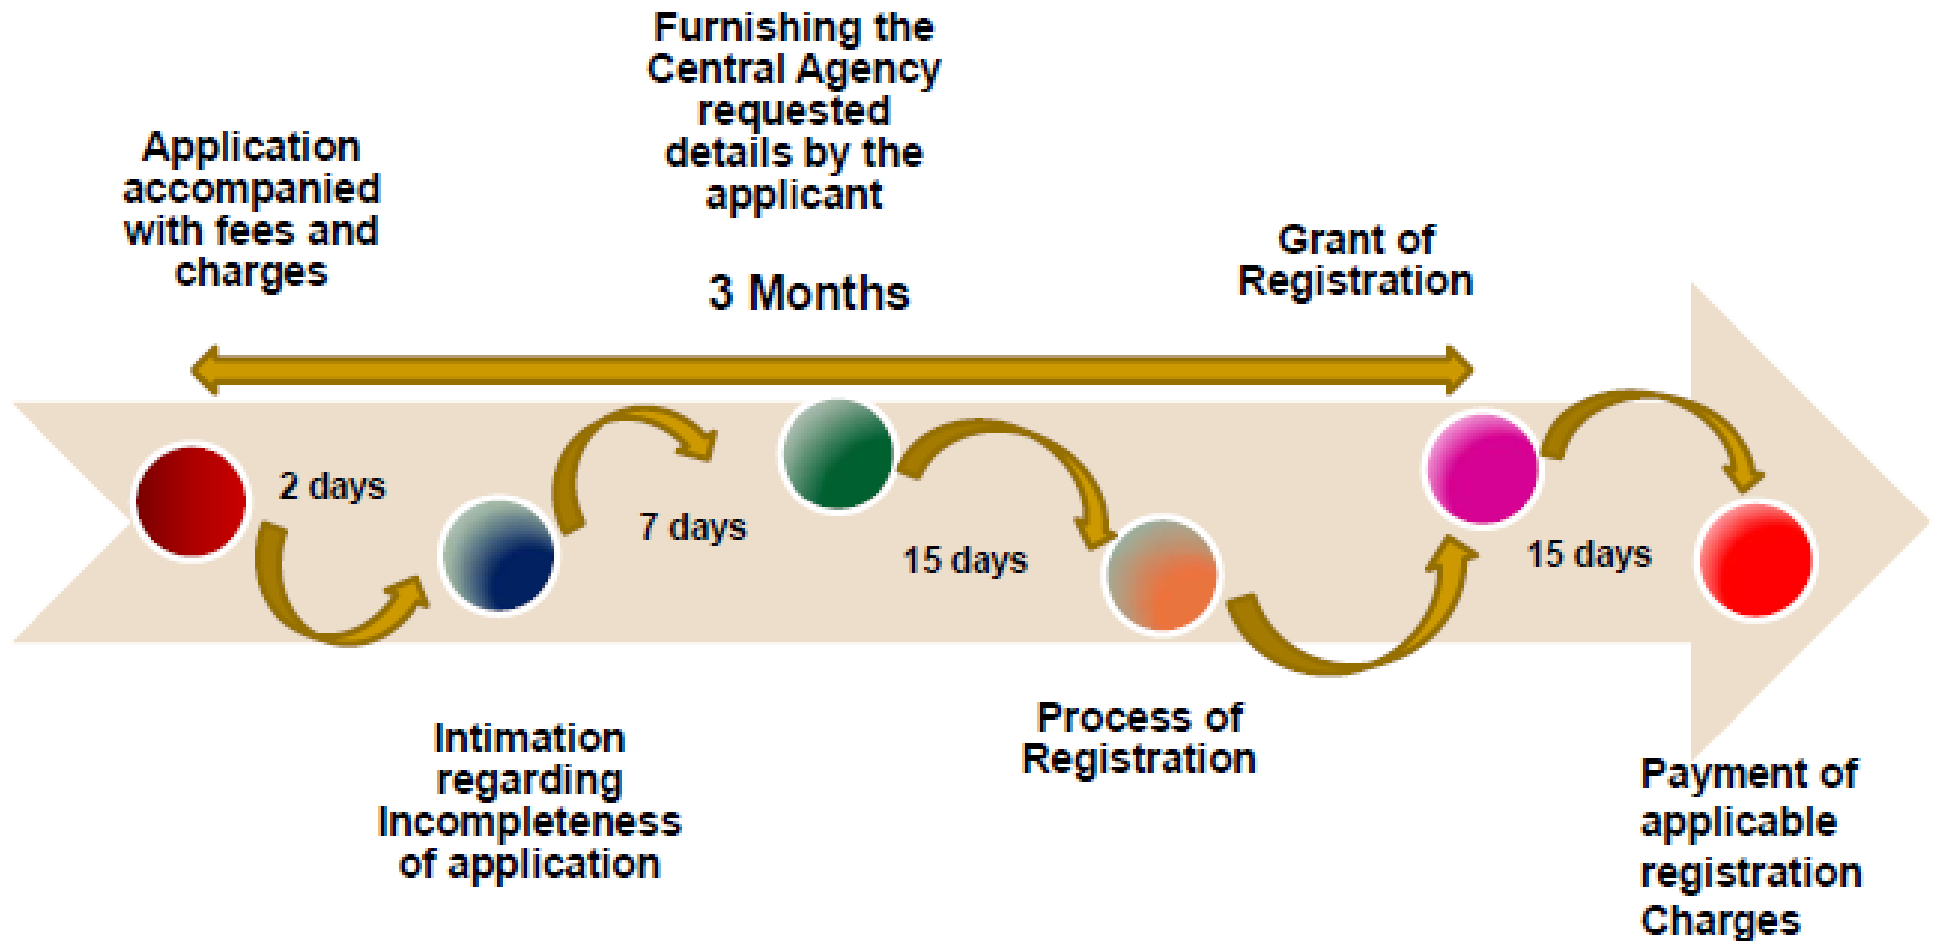 Furnishing the
Central Agency
requested
details by the
applicant
Application
accompanied
with fees and
charges
Grant of
Registration
3 Months
2 days
7 days
15 days
15 days
Intimation
regarding
Incompleteness
of application
Process of
Registration
Payment of
applicable
registration
Charges